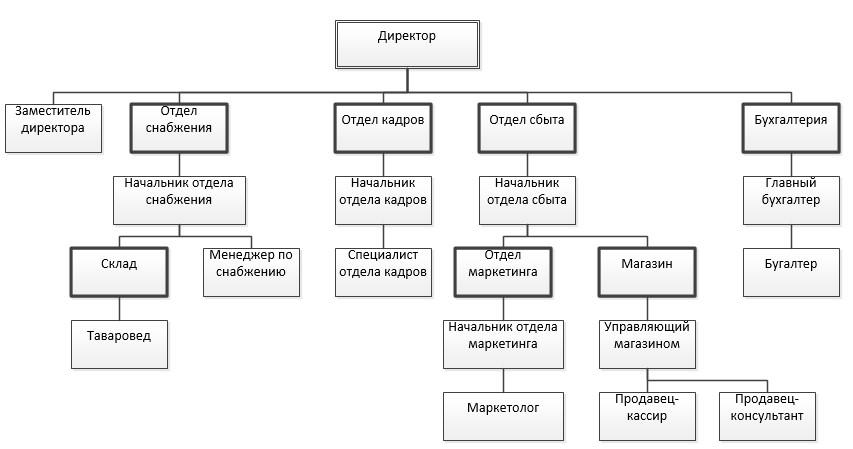 Директор
Заместитель
директора
Отдел
снабжения
Отдел кадров
Отдел сбыта
Бухгалтерия
Начальник отдела
снабжения
Начальник
отдела кадров
Начальник
отдела сбыта
Главный
бухгалтер
Склад
Менеджер по
снабжению
Специалист
отдела кадров
Отдел
маркетинга
Магазин
Бугалтер
Таваровед
Начальник отдела
маркетинга
Управляющий
магазином
Маркетолог
Продавец-
кассир
Продавец-
консультант